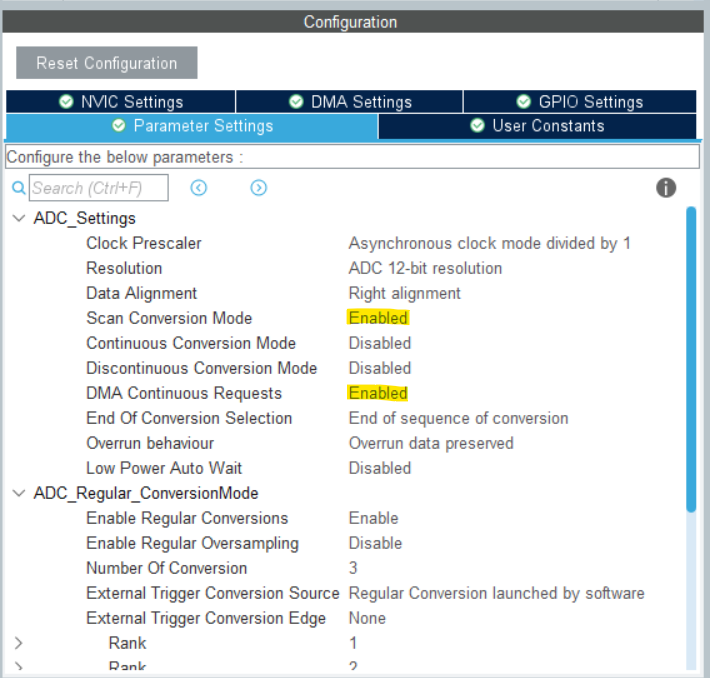 Configuration
Reset Configuration
NVIC Settings DMA Settings GPIO Settings
Parameter Settings User Constants
Configure the below parameters :
Search (Ctrl+F)
ADC_Settings
Clock Prescaler Asynchronous clock mode divided by 1
Resolution ADC 12-bit resolution
Data Alignment Right alignment
Scan Conversion Mode Enabled
Continuous Conversion Mode Disabled
Discontinuous Conversion Mode Disabled
DMA Continuous Requests Enabled
End Of Conversion Selection End of sequence of conversion
Overrun behaviour Overrun data preserved
Low Power Auto Wait Disabled
ADC_Regular_ConversionMode
Enable Regular Conversions Enable
Enable Regular Oversampling Disable
Number Of Conversion 3
External Trigger Conversion Source Regular Conversion launched by software
External Trigger Conversion Edge None
Rank 1
Rank 2